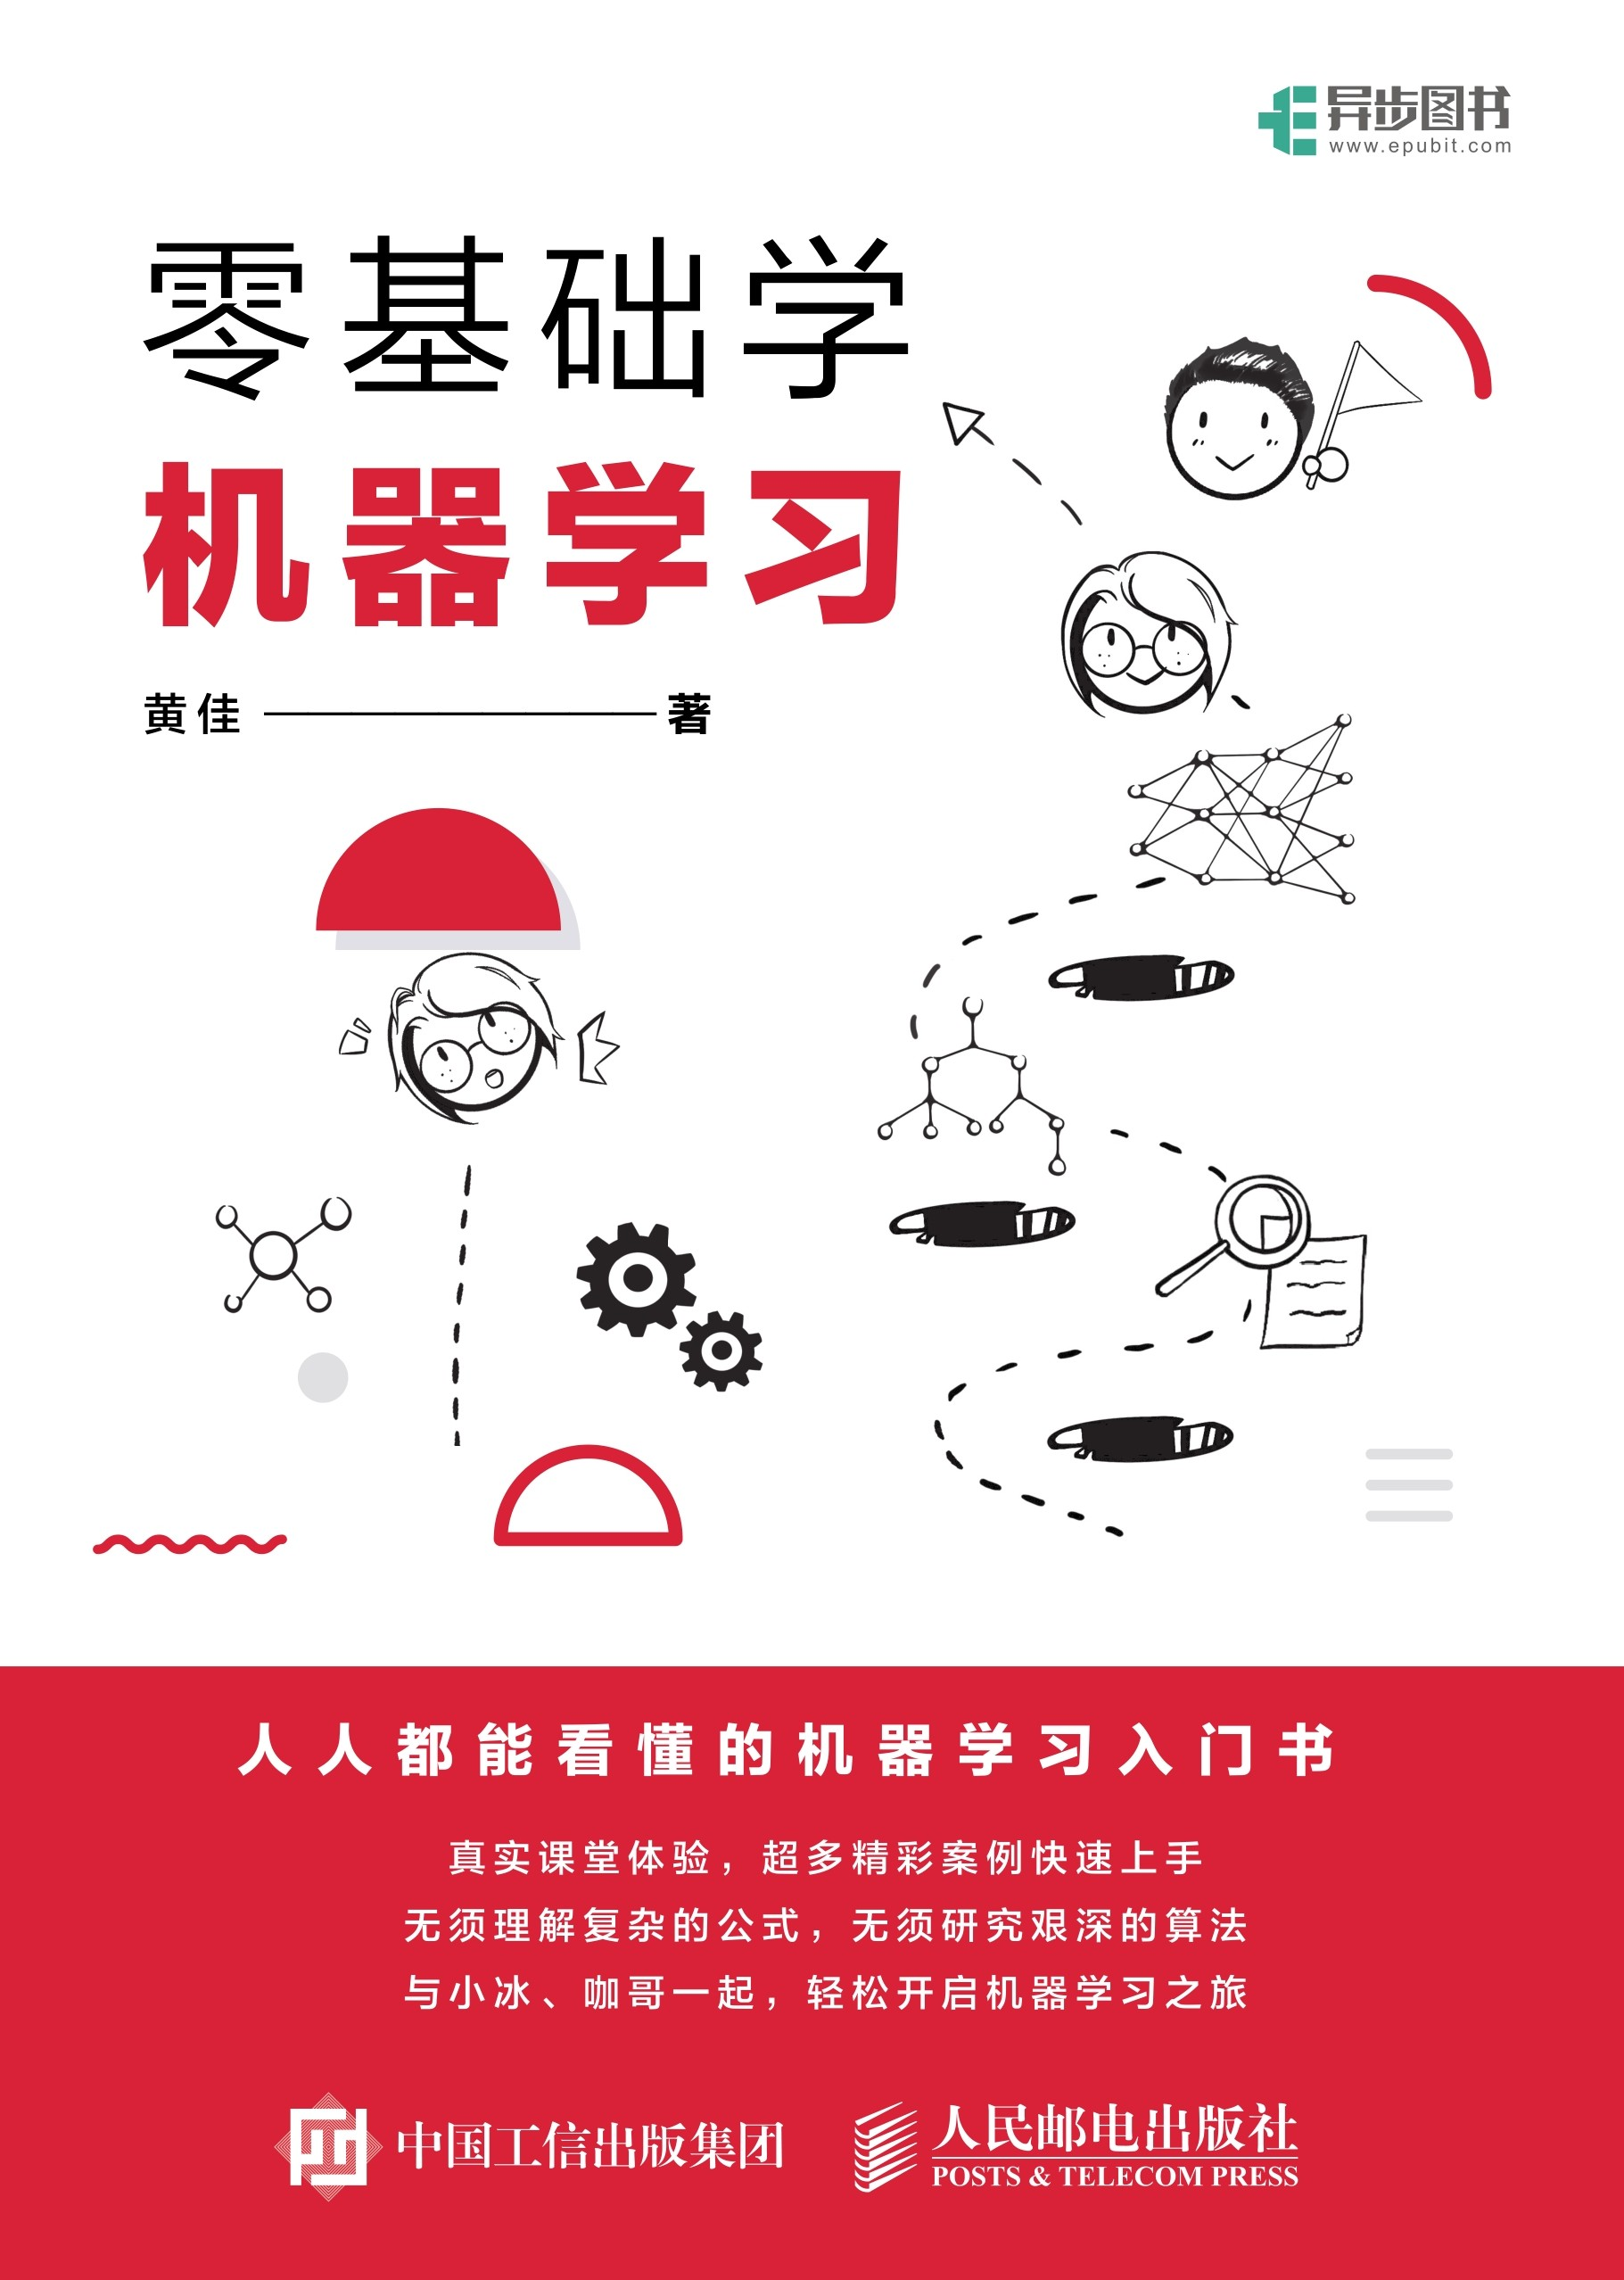 异步图书
www.epubit.com
零基础学
机器学习
黄佳 著
人人都能看懂的机器学习入门书
真实课堂体验，超多精彩案例快速上手
无须理解复杂的公式，无须研究艰深的算法
与小冰、咖哥一起，轻松开启机器学习之旅
中国工信出版集团
人民邮电出版社
POSTS & TELECOM PRESS